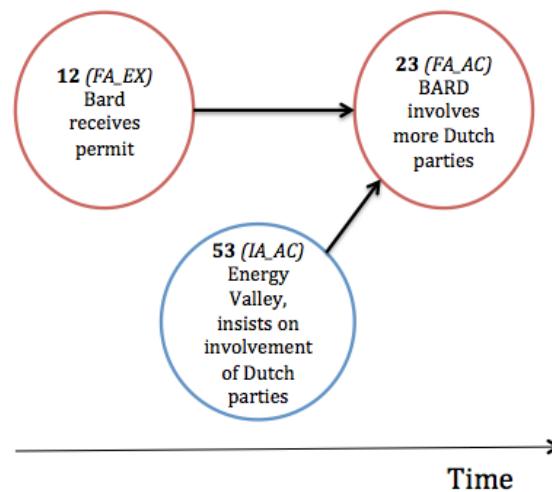 12 (FA_EX)
Bard
receives
permit
23 (FA_AC)
BARD
involves
more Dutch
parties
53 (IA_AC)
Energy
Valley,
insists on
involvement
of Dutch
parties
Time